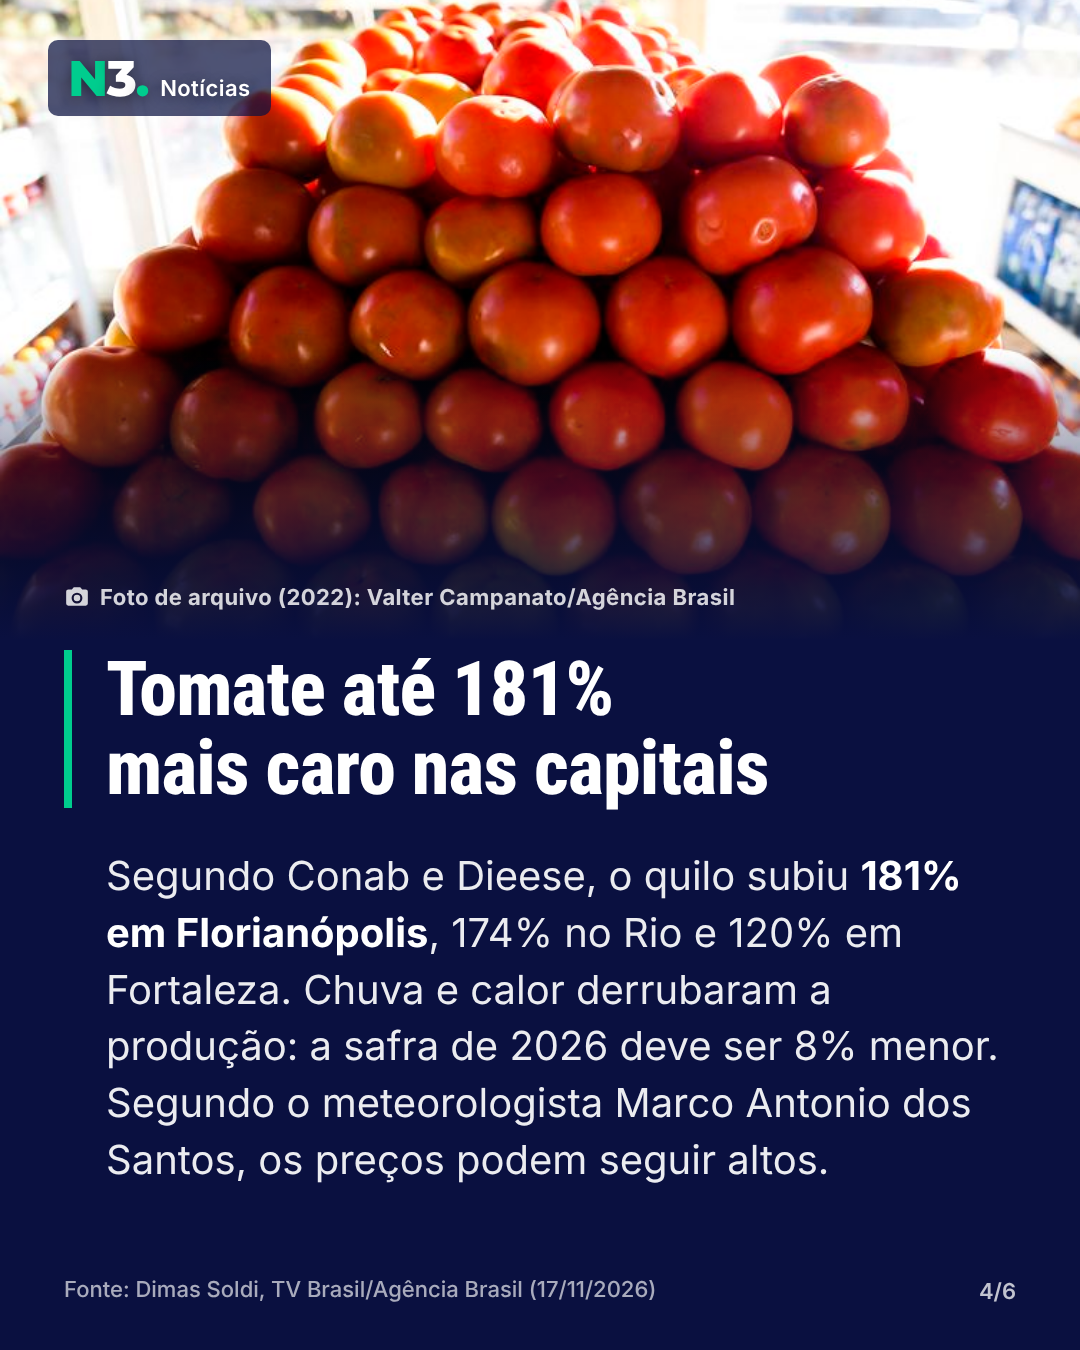 N3. Notícias
Foto de arquivo (2022): Valter Campanato/Agência Brasil
Tomate até 181%
mais caro nas capitais
Segundo Conab e Dieese, o quilo subiu 181%
em Florianópolis, 174% no Rio e 120% em
Fortaleza. Chuva e calor derrubaram a
produção: a safra de 2026 deve ser 8% menor.
Segundo o meteorologista Marco Antonio dos
Santos, os preços podem seguir altos.
Fonte: Dimas Soldi, TV Brasil/Agência Brasil (17/11/2026)
4/6